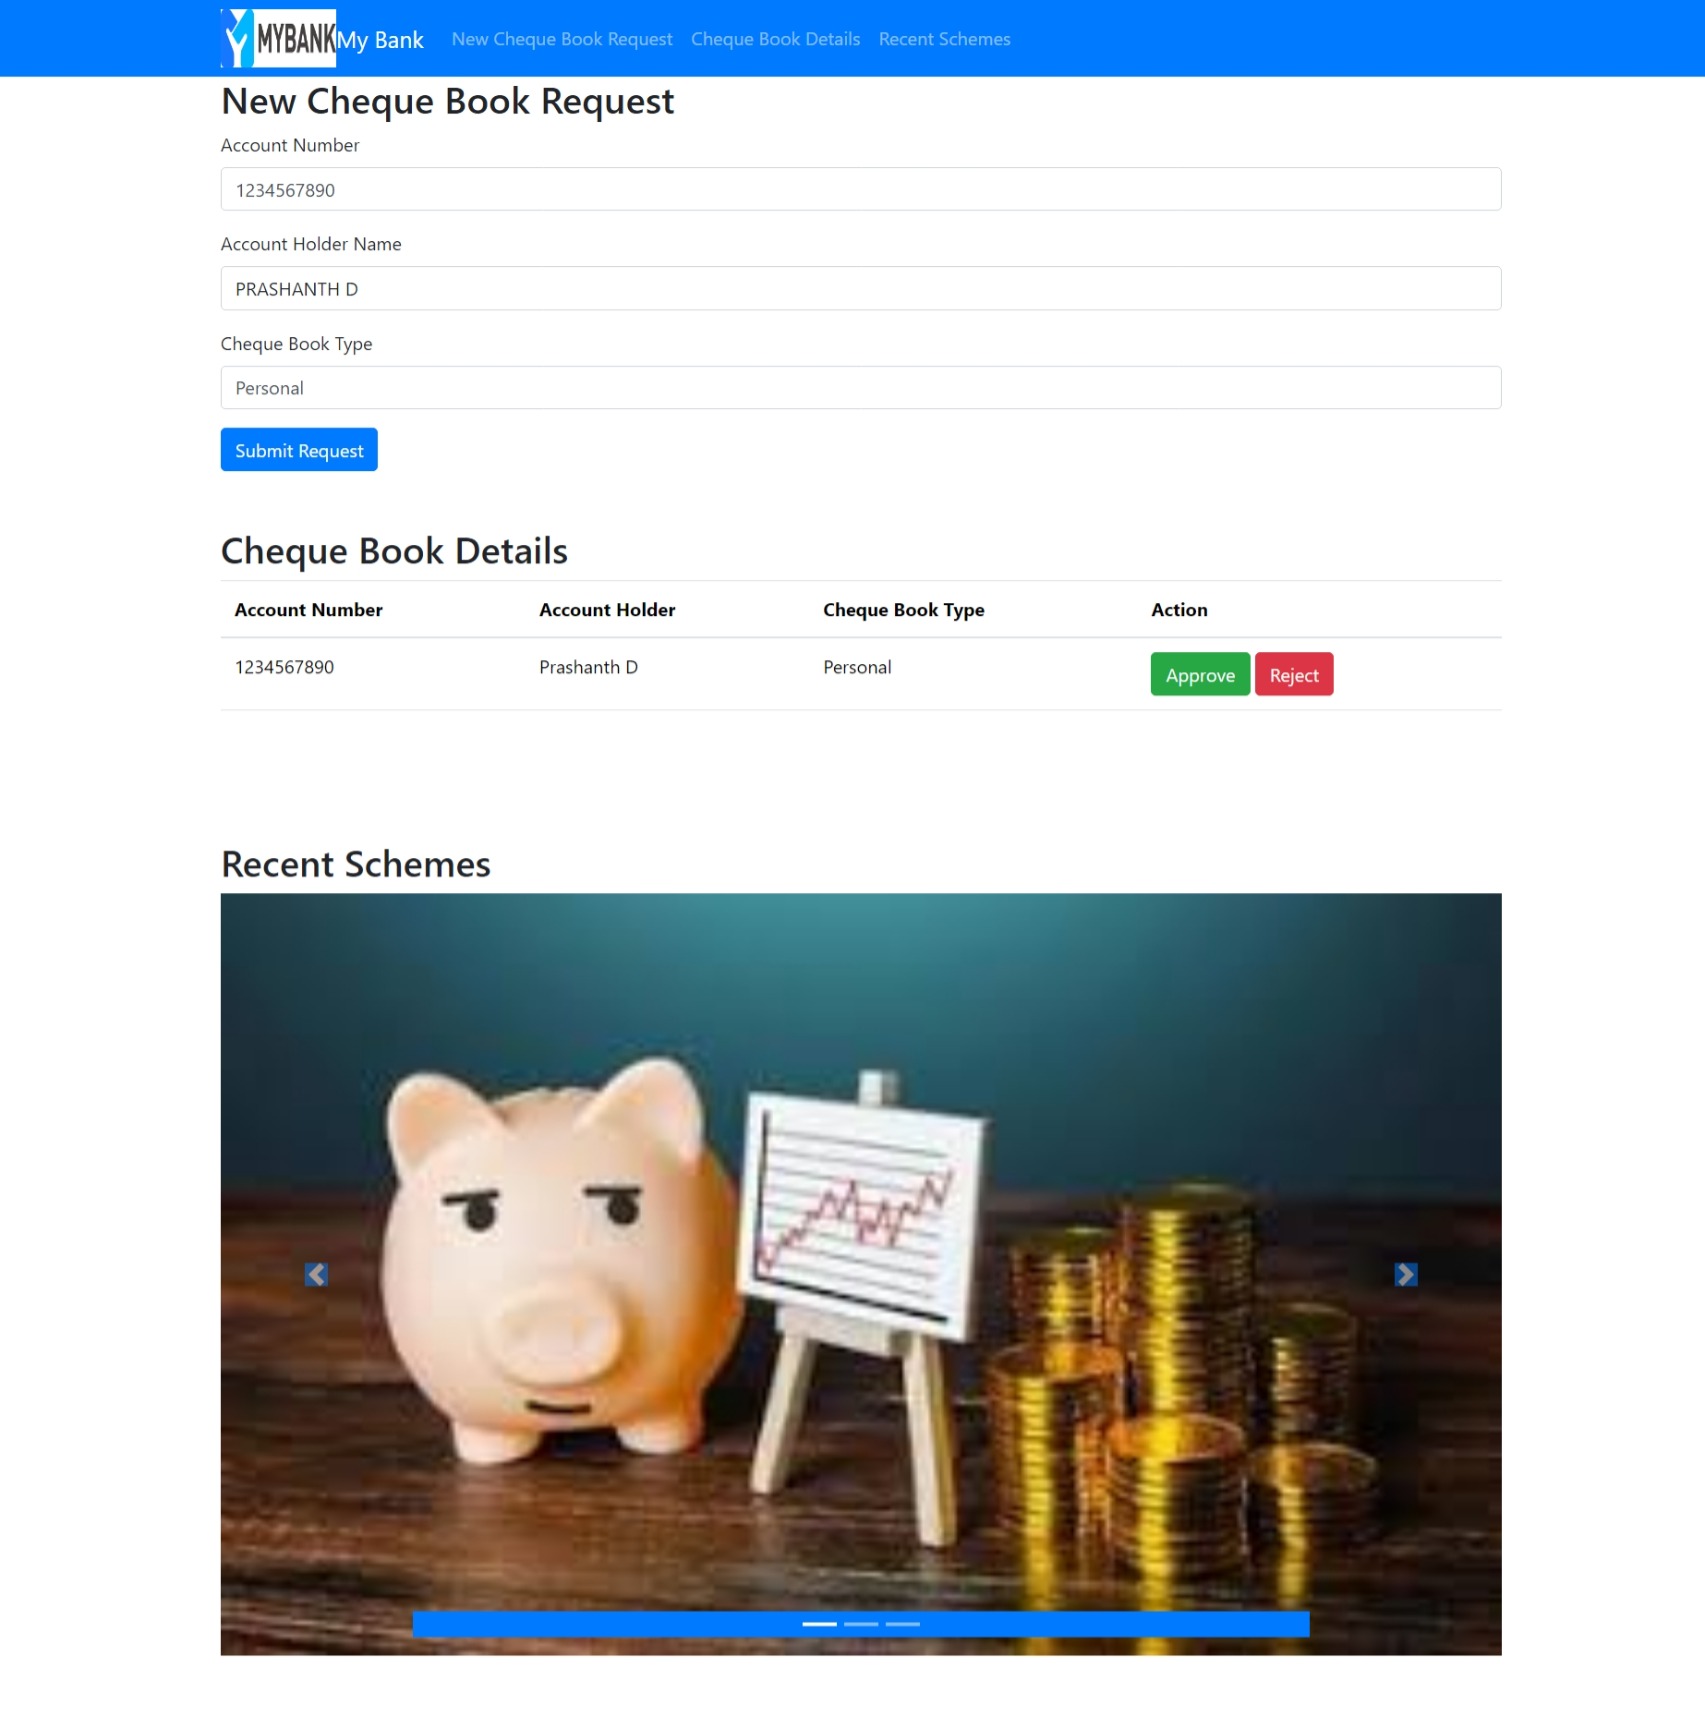 MYBANK My Bank New Cheque Book Request Cheque Book Details Recent Schemes
New Cheque Book Request
Account Number
1234567890
Account Holder Name
PRASHANTH D
Cheque Book Type
Personal
Submit Request
Cheque Book Details
Account Number Account Holder Cheque Book Type Action
1234567890 Prashanth D Personal Approve Reject
Recent Schemes